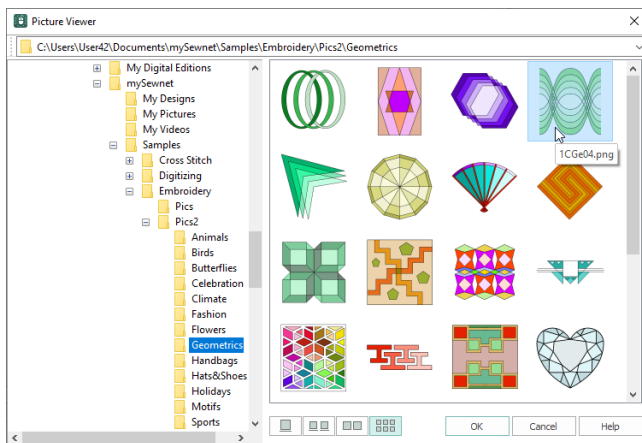 Picture Viewer
C:\Users\User42\Documents\mySewnet\Samples\Embroidery\Pics2\Geometrics
My Digital Editions
mySewnet
My Designs
My Pictures
My Videos
Samples
Cross Stitch
Digitizing
Embroidery
Pics
Pics2
Animals
Birds
Butterflies
Celebration
Climate
Fashion
Flowers
Geometrics
Handbags
Hats&Shoes
Holidays
Motifs
Sports
1CGe04.png
OK
Cancel
Help